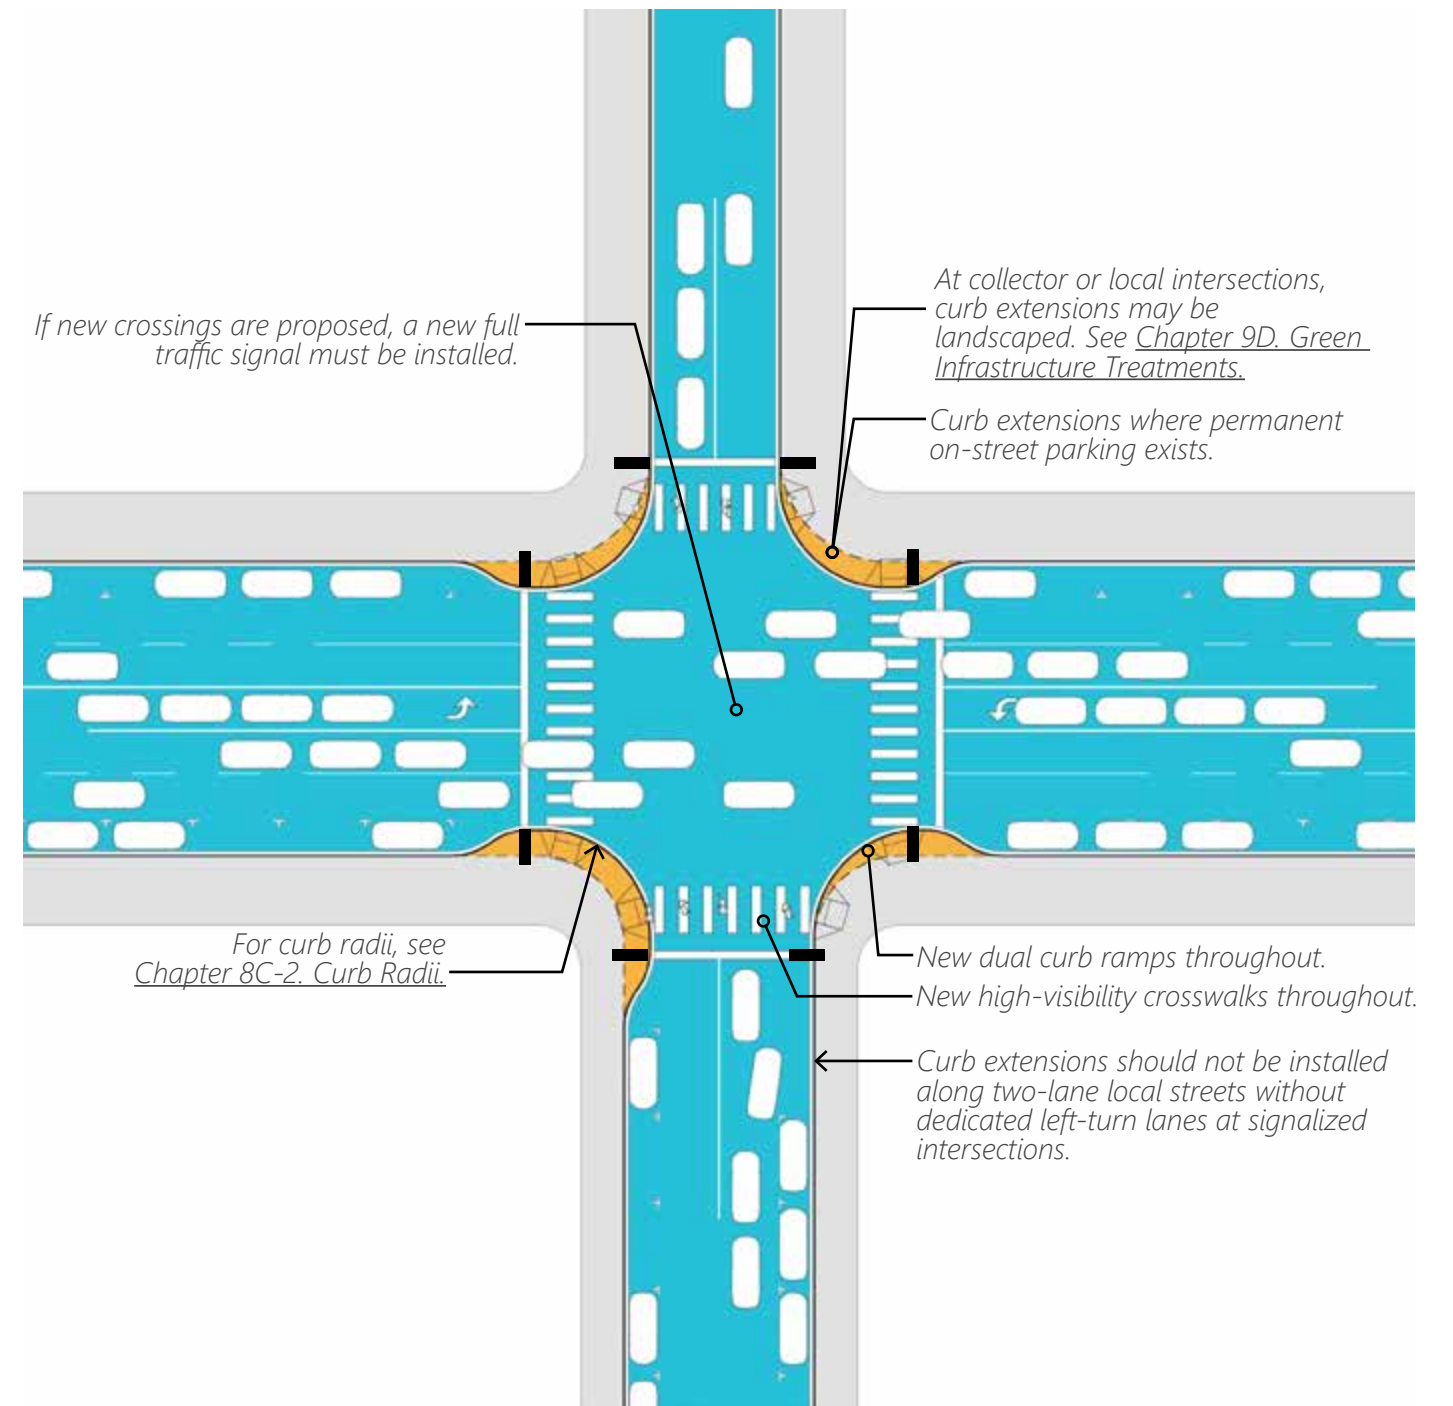 If new crossings are proposed, a new full
traffic signal must be installed.
At collector or local intersections,
curb extensions may be
landscaped. See Chapter 9D. Green
Infrastructure Treatments.
Curb extensions where permanent
on-street parking exists.
For curb radii, see
Chapter 8C-2. Curb Radii.
New dual curb ramps throughout.
New high-visibility crosswalks throughout.
Curb extensions should not be installed
along two-lane local streets without
dedicated left-turn lanes at signalized
intersections.